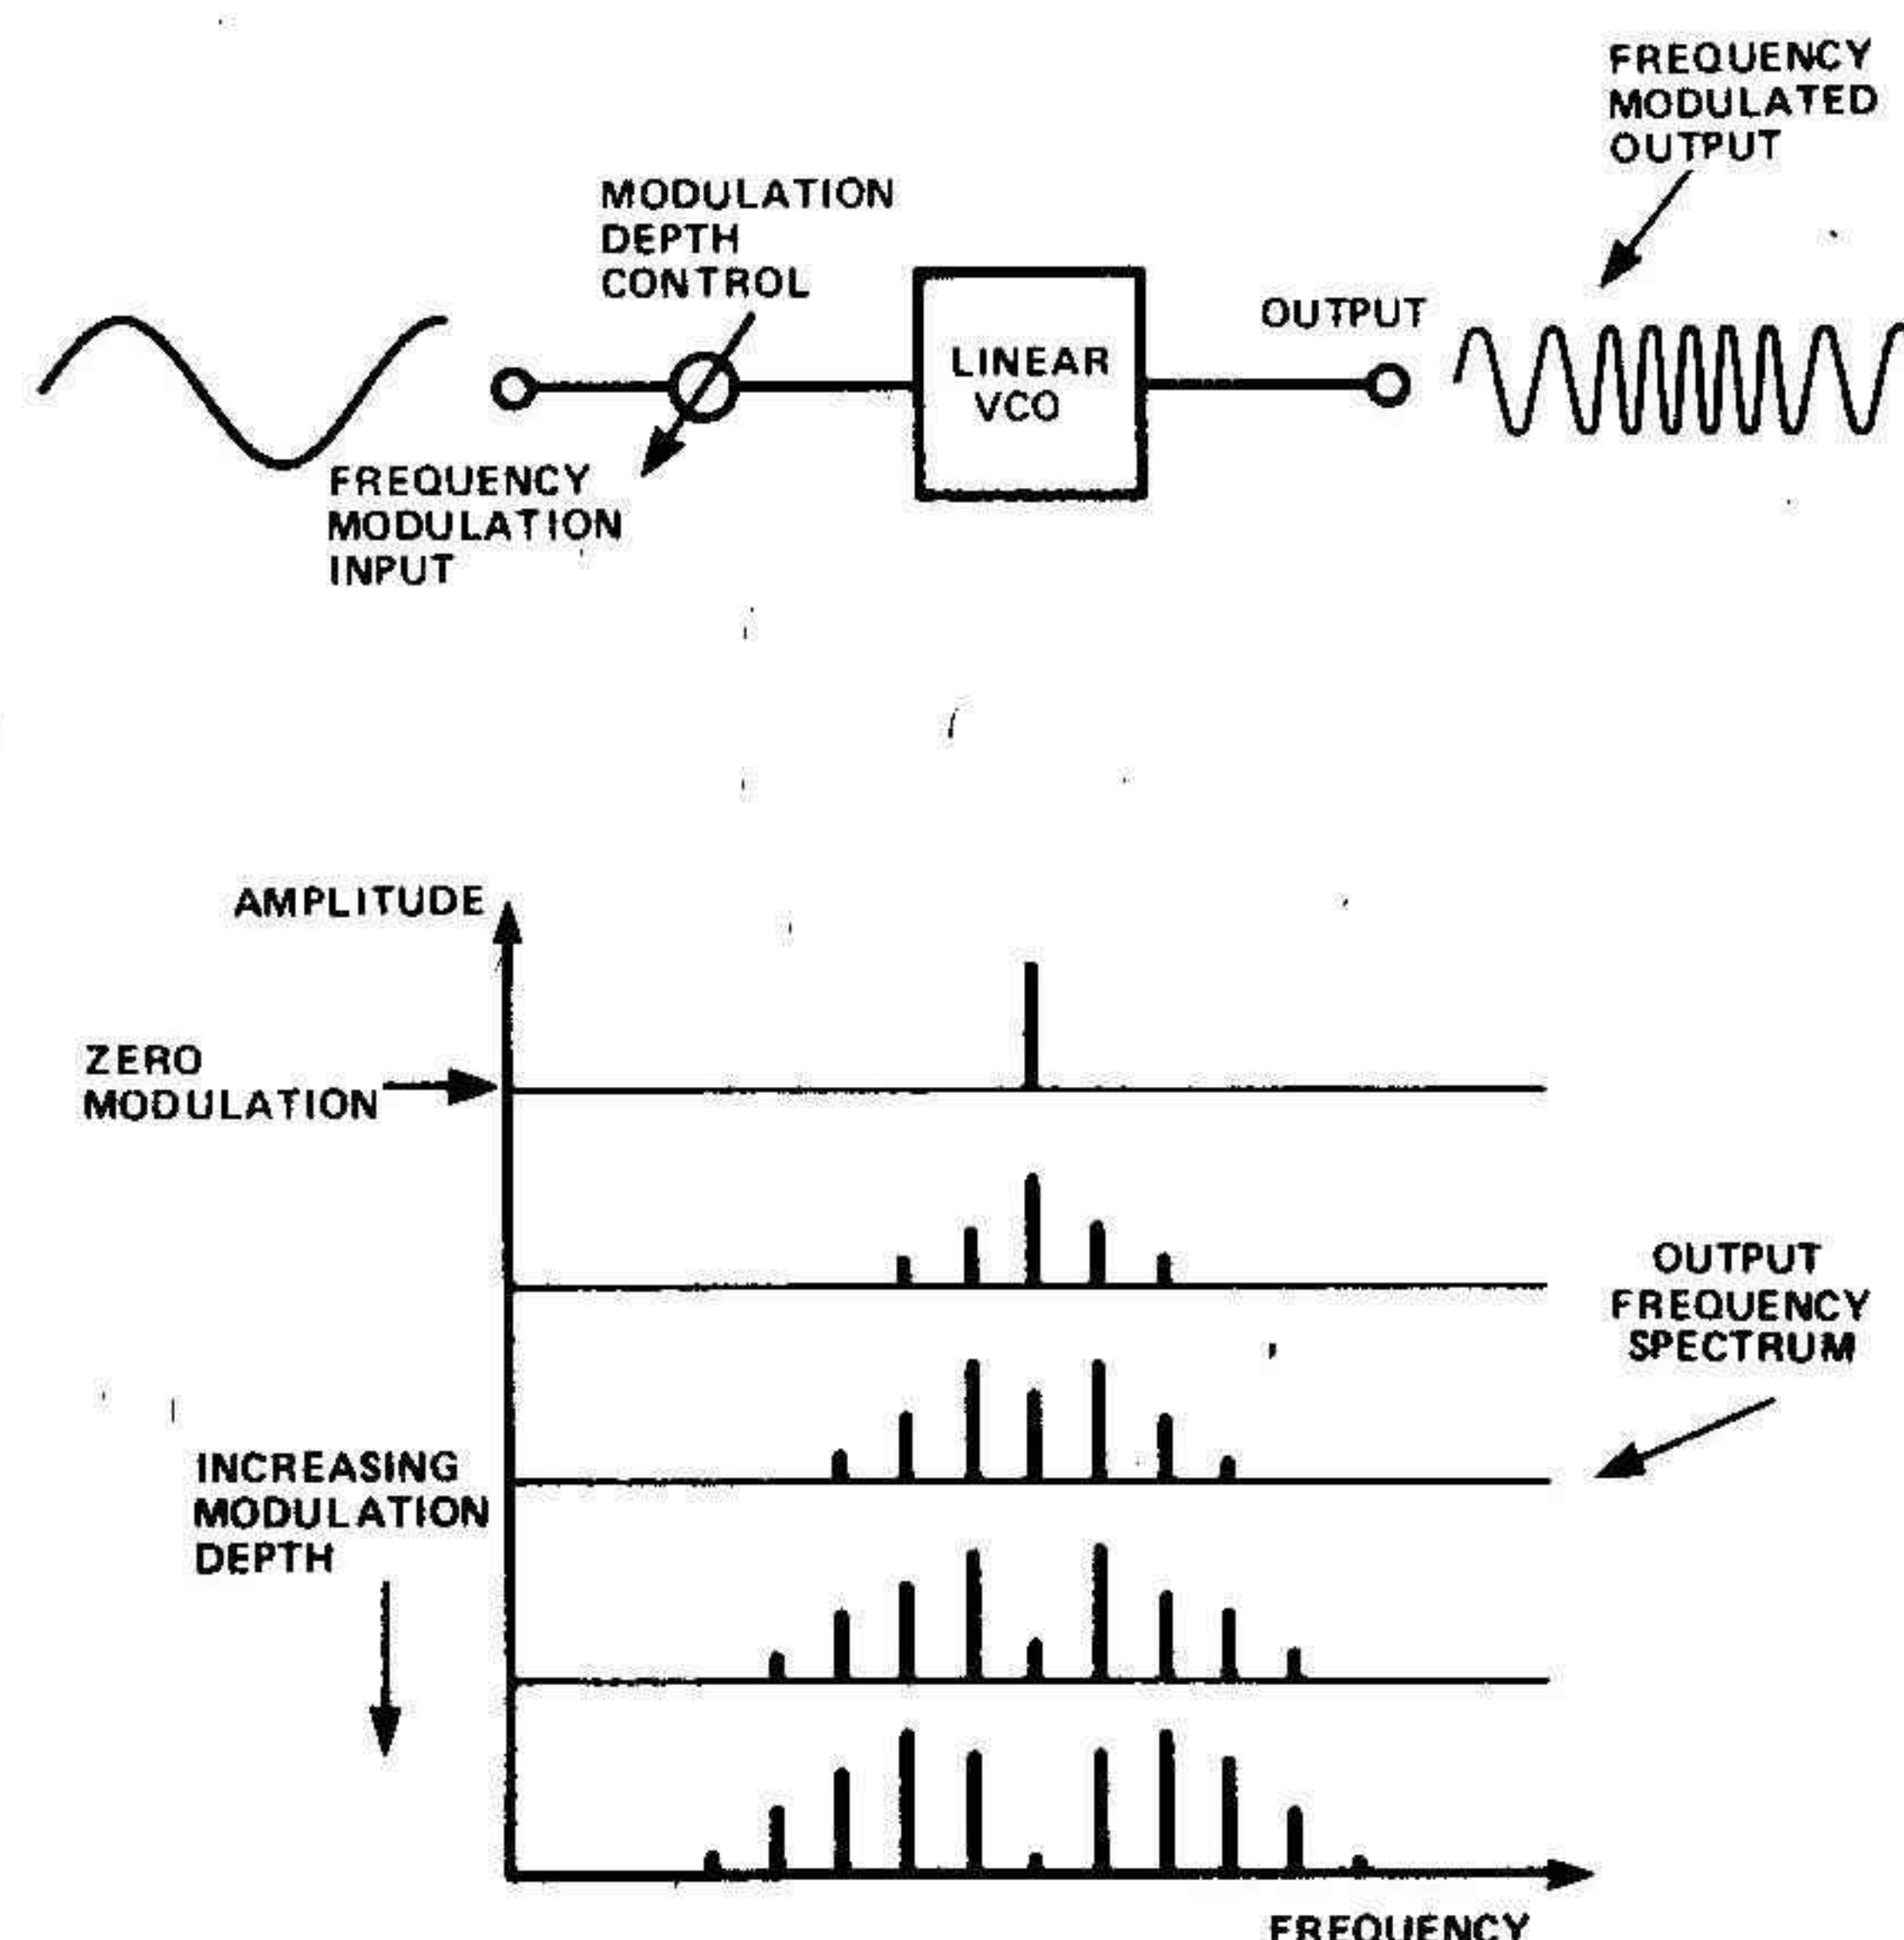 FREQUENCY
MODULATED
OUTPUT
MODULATION
DEPTH
CONTROL
OUTPUT
LINEAR
VCO
FREQUENCY
MODULATION
INPUT
AMPLITUDE
ZERO
MODULATION
OUTPUT
FREQUENCY
SPECTRUM
INCREASING
MODULATION
DEPTH
FREQUENCY